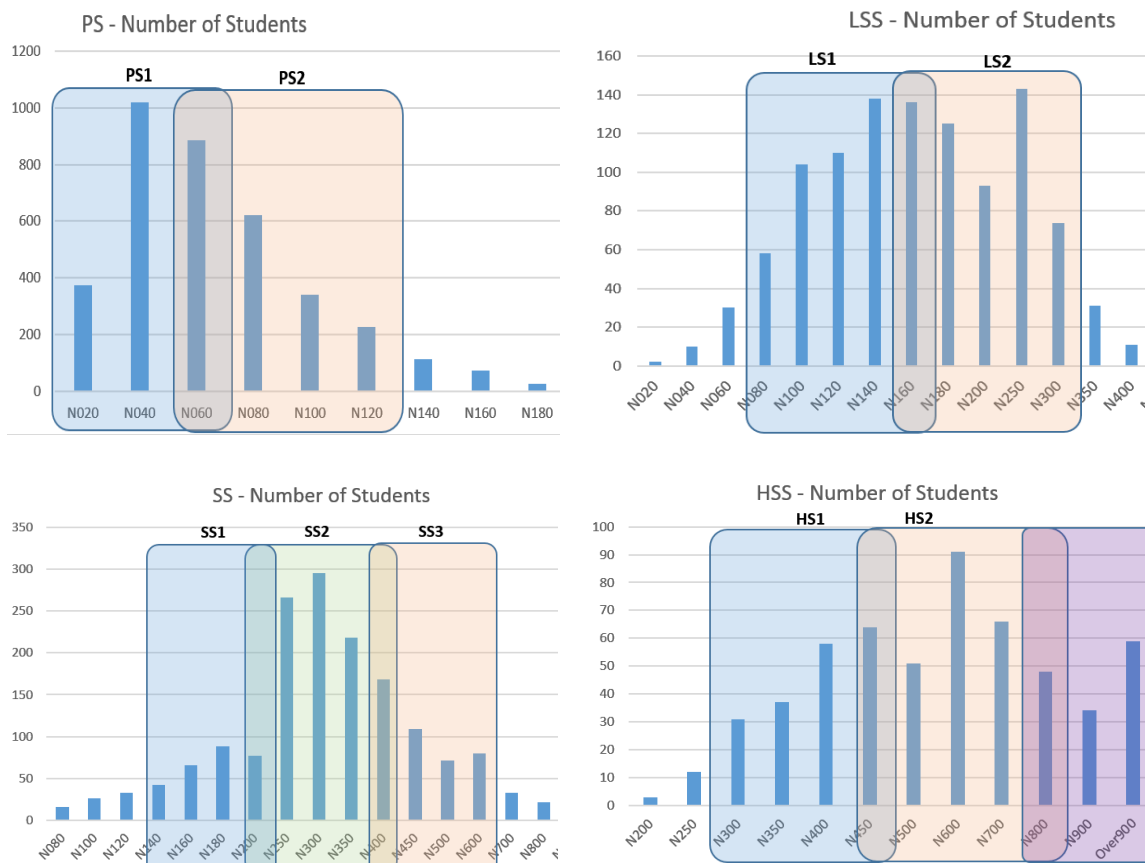 PS - Number of Students
PS1
PS2
1200
1000
800
600
400
200
0
N020 N040 N060 N080 N100 N120 N140 N160 N180
LSS - Number of Students
LS1
LS2
160
140
120
100
80
60
40
20
0
N020 N040 N060 N080 N100 N120 N140 N160 N180 N200 N250 N300 N350 N400
SS - Number of Students
SS1
SS2
SS3
350
300
250
200
150
100
50
0
N080 N100 N120 N140 N160 N180 N200 N250 N300 N350 N400 N450 N500 N600 N700 N800
HSS - Number of Students
HS1
HS2
100
90
80
70
60
50
40
30
20
10
0
N200 N250 N300 N350 N400 N450 N500 N600 N700 N800 N900 Over900